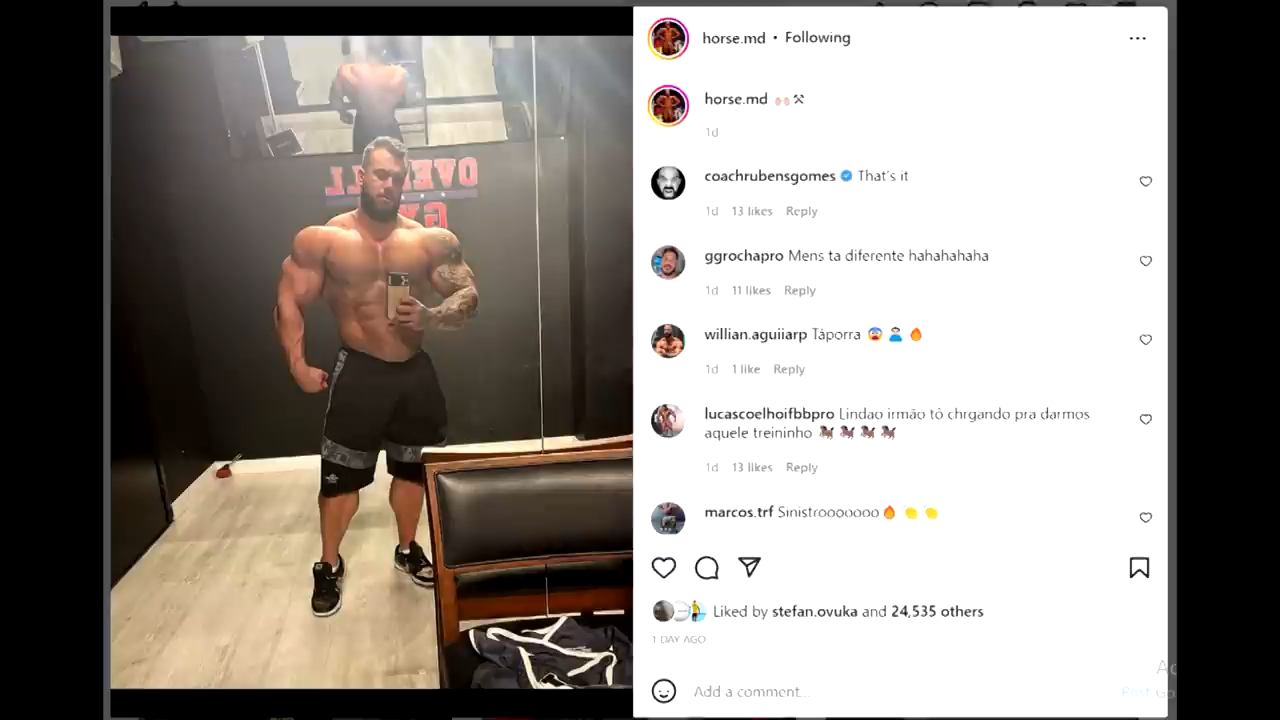 OVERALL
GYM
horse.md • Following
horse.md
1d
coachrubensgomes That's it
1d 13 likes Reply
ggrochapro Mens ta diferente hahahahaha
1d 11 likes Reply
willian.aguiiarp Táporra
1d 1 like Reply
lucascoelhoifbbpro Lindao irmão tô chrgando pra darmos
aquele treininho
1d 13 likes Reply
marcos.trf Sinistrooooooo
Liked by stefan.ovuka and 24,535 others
1 DAY AGO
Add a comment...
Post